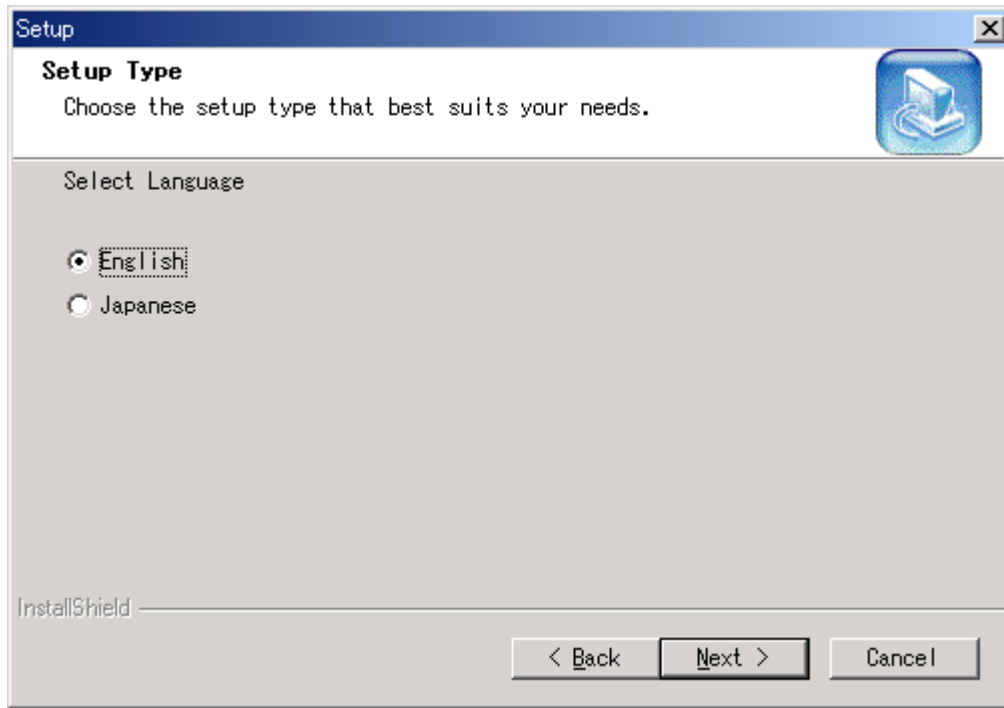 Setup
Setup Type
Choose the setup type that best suits your needs.
Select Language
English
Japanese
InstallShield
< Back
Next >
Cancel